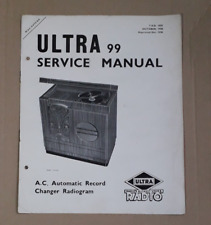 ULTRA 99
SERVICE MANUAL
A.C. Automatic Record
Changer Radiogram
ULTRA
RADIO